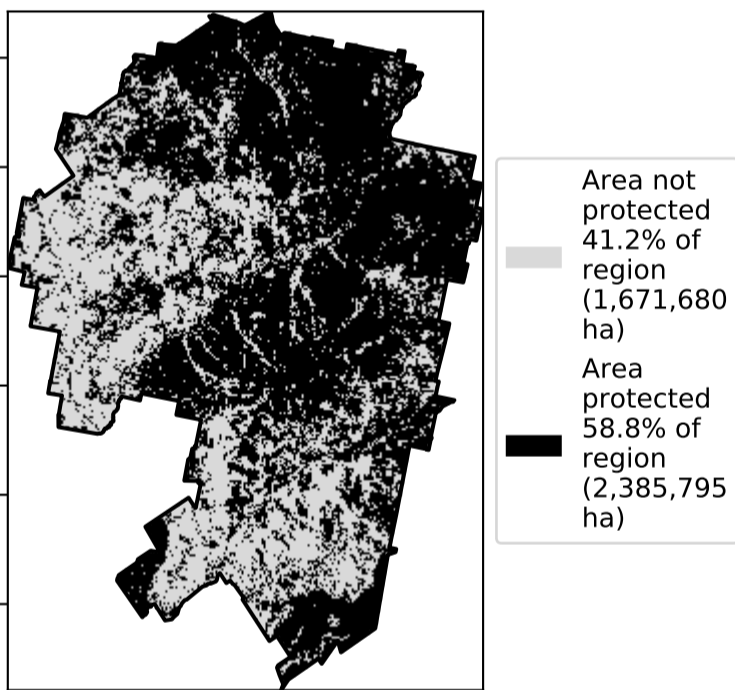 Area not
protected
41.2% of
region
(1,671,680
ha)
Area
protected
58.8% of
region
(2,385,795
ha)